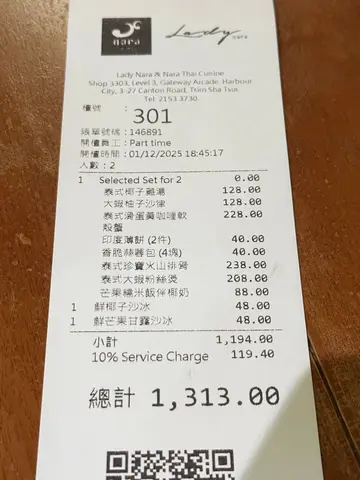 nara
Lady
nara
Lady Nara & Nara Thai Cuisine
Shop 3303, Level 3, Gateway Arcade, Harbour
City, 3-27 Canton Road, Tsim Sha Tsui
Tel: 2153 3730
檯號 : 301
賬單號碼 : 146891
開檯員工 : Part time
開檯時間 : 01/12/2025 18:45:17
人數 : 2
1 Selected Set for 2 0.00
泰式椰子雞湯 128.00
大蝦柚子沙律 128.00
泰式滑蛋黃咖喱軟 228.00
殼蟹
印度薄餅 (2件) 40.00
香脆絲蓉包 (4塊) 40.00
泰式珍寶火山排骨 238.00
泰式大蝦粉絲煲 208.00
芒果糯米飯伴椰奶 88.00
1 鮮椰子沙冰 48.00
1 鮮芒果甘露沙冰 48.00
小計 1,194.00
10% Service Charge 119.40
總計 1,313.00